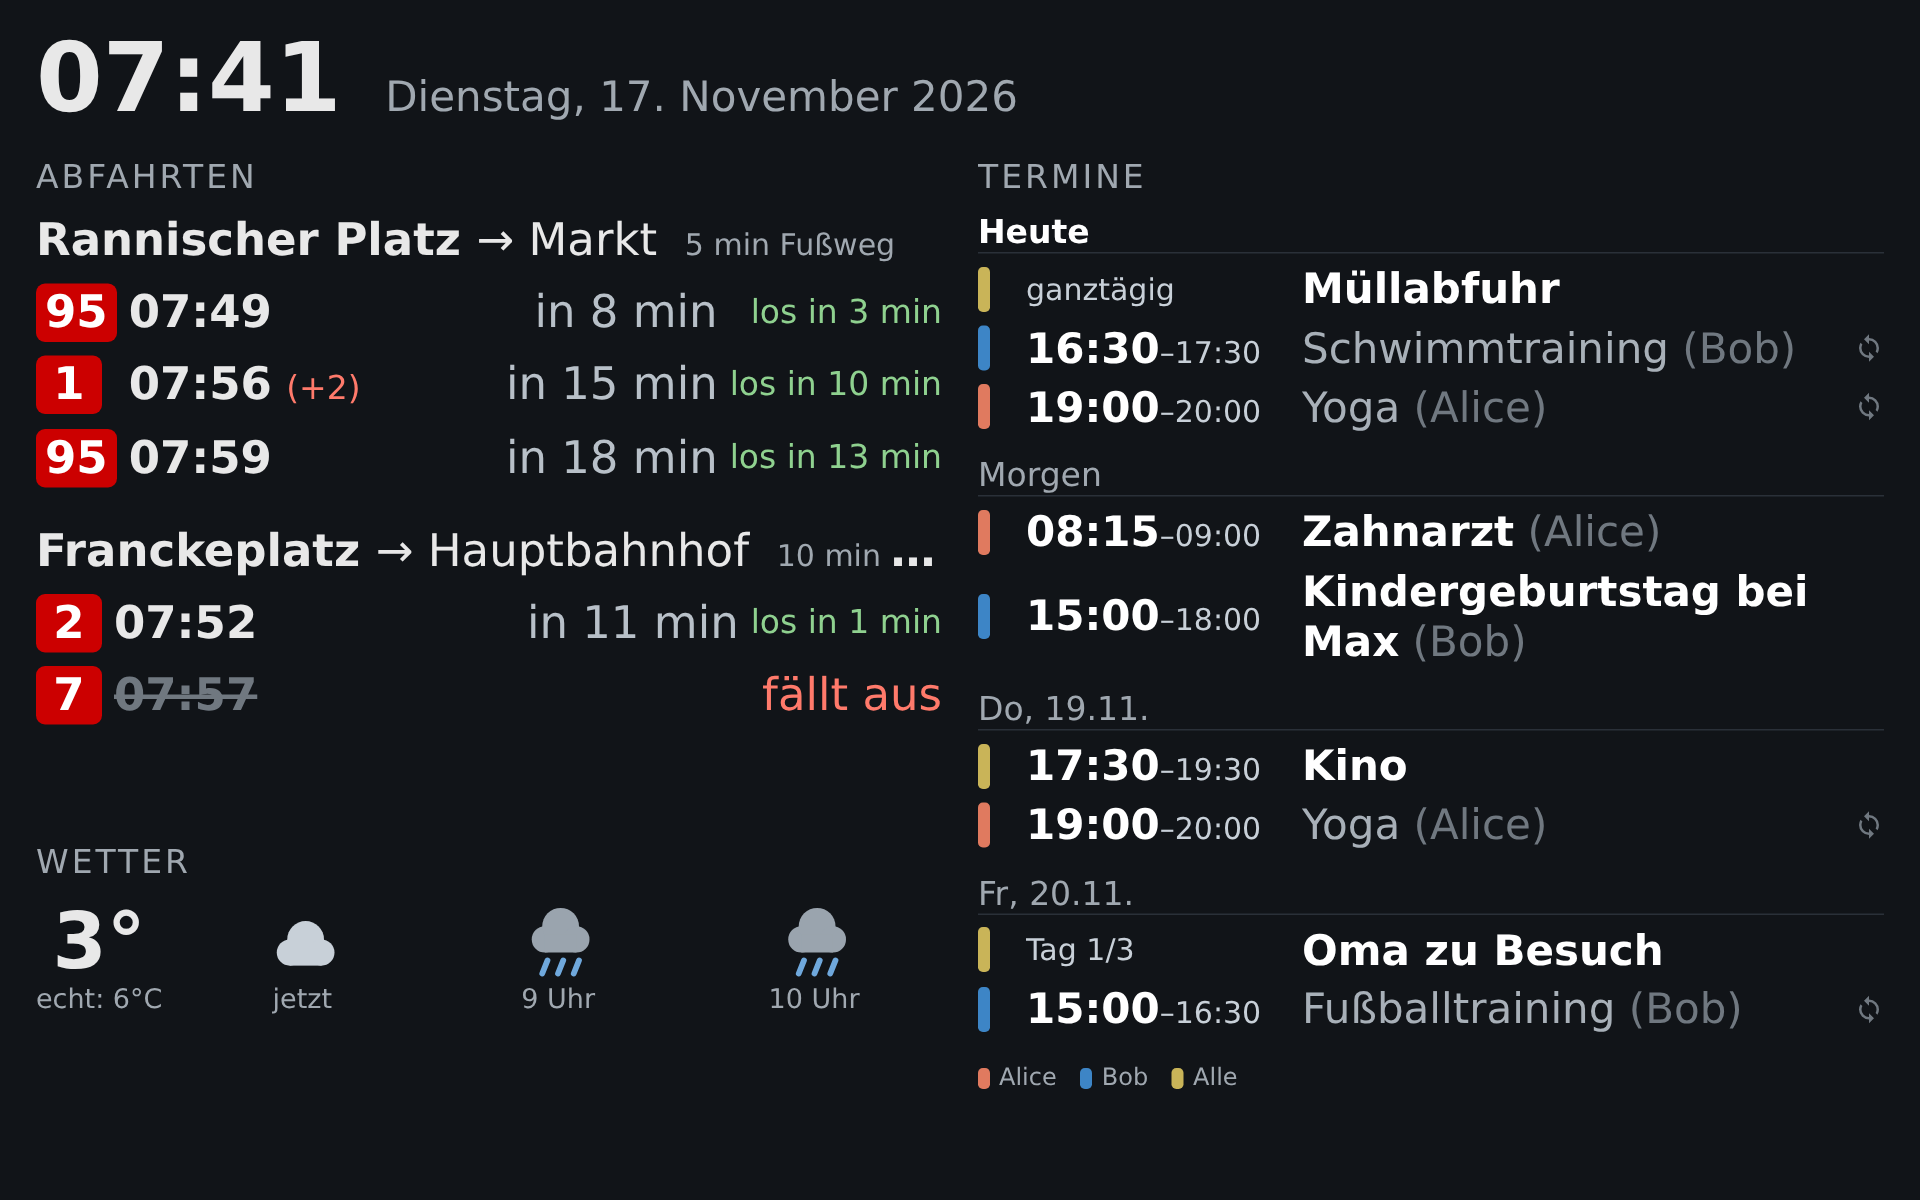 07:41 Dienstag, 17. November 2026
ABFAHRTEN
Rannischer Platz → Markt 5 min Fußweg
95 07:49 in 8 min los in 3 min
1 07:56 (+2) in 15 min los in 10 min
95 07:59 in 18 min los in 13 min
Franckeplatz → Hauptbahnhof 10 min ...
2 07:52 in 11 min los in 1 min
7 07:57 fällt aus
WETTER
3°
echt: 6°C jetzt 9 Uhr 10 Uhr
TERMINE
Heute
ganztägig Müllabfuhr
16:30–17:30 Schwimmtraining (Bob)
19:00–20:00 Yoga (Alice)
Morgen
08:15–09:00 Zahnarzt (Alice)
15:00–18:00 Kindergeburtstag bei
Max (Bob)
Do, 19.11.
17:30–19:30 Kino
19:00–20:00 Yoga (Alice)
Fr, 20.11.
Tag 1/3 Oma zu Besuch
15:00–16:30 Fußballtraining (Bob)
Alice Bob Alle